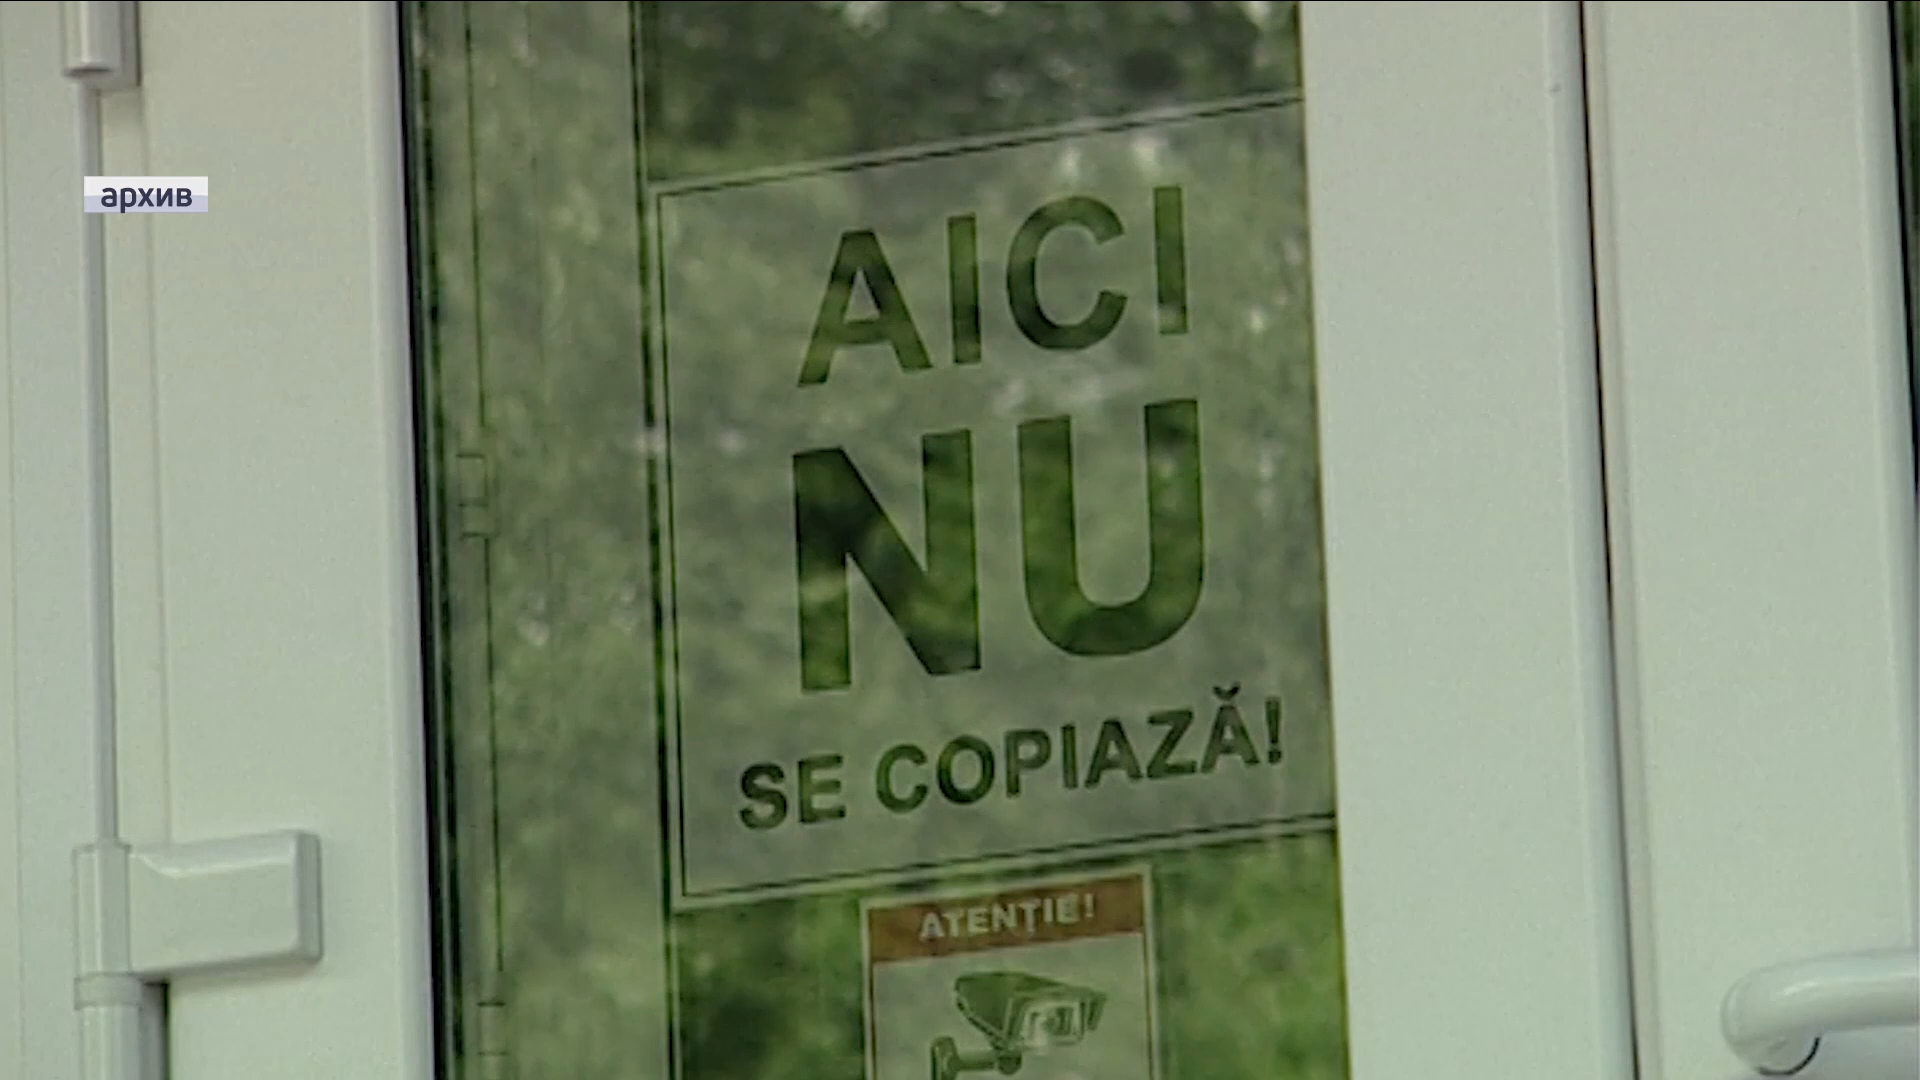 архив
AICI
NU
SE COPIAZĂ!
ATENȚIE!